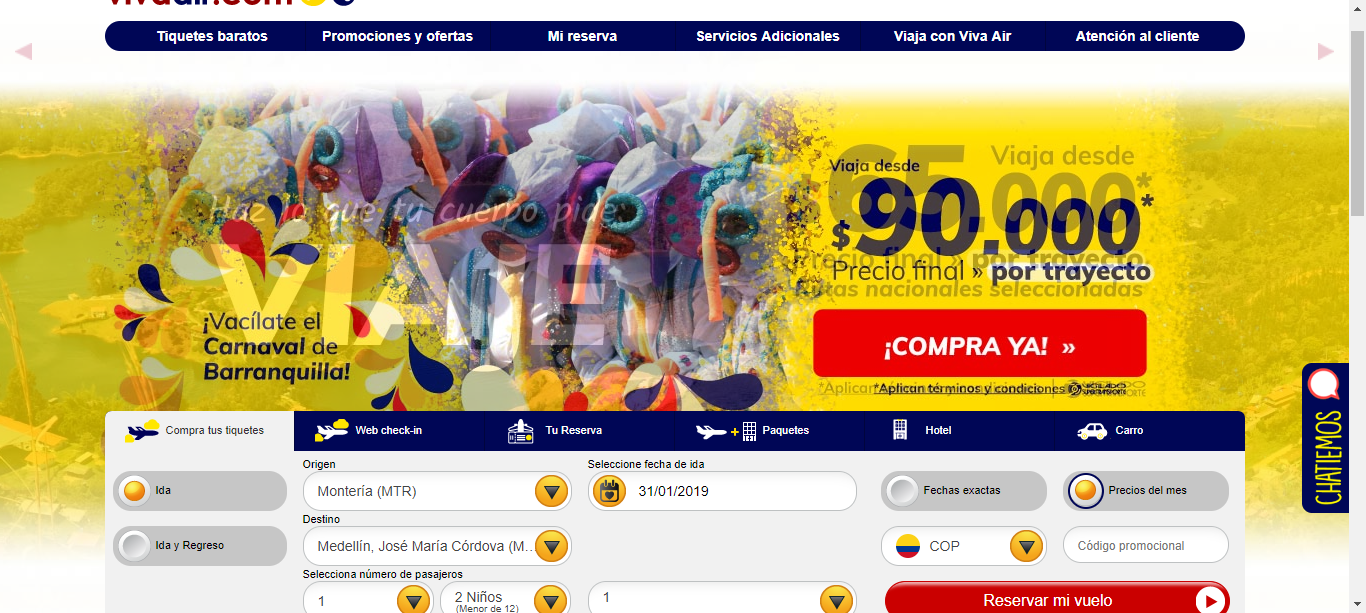 vivaair.com
Tiquetes baratos
Promociones y ofertas
Mi reserva
Servicios Adicionales
Viaja con Viva Air
Atención al cliente
Haz lo que tu cuerpo pide,
VIAJE
¡Vacílate el
Carnaval de
Barranquilla!
Viaja desde
Viaja desde
$65.000*
$90.000*
Precio final » por trayecto
Precio final » por trayecto
Rutas nacionales seleccionadas
¡COMPRA YA! »
*Aplican términos y condiciones
CHATIEMOS
Compra tus tiquetes
Web check-in
Tu Reserva
Paquetes
Hotel
Carro
Origen
Seleccione fecha de ida
Ida
Montería (MTR)
31/01/2019
Fechas exactas
Precios del mes
Destino
Ida y Regreso
Medellín, José María Córdova (M...
COP
Código promocional
Selecciona número de pasajeros
1
2 Niños
(Menor de 12)
1
Reservar mi vuelo